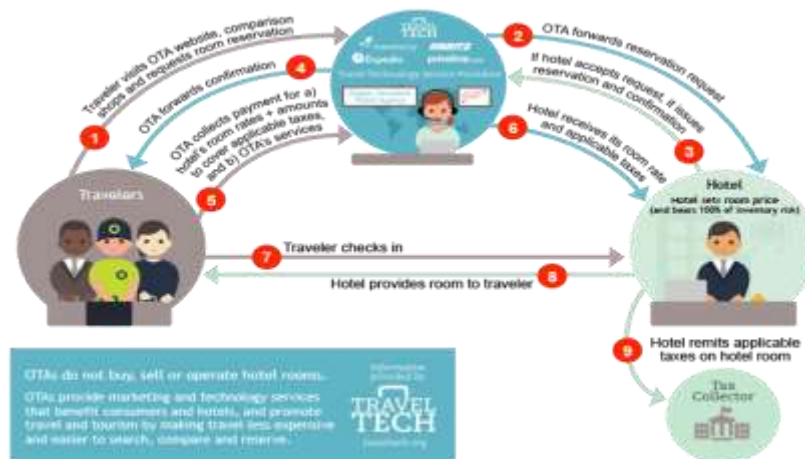 TRAVEL
TECH
Expedia
ORBITZ
priceline
1
Traveler visits OTA website, comparison
shops and requests room reservation
4
OTA forwards confirmation
5
OTA collects payment for a)
hotel's room rates + amounts
to cover applicable taxes,
and b) OTA's services
2
OTA forwards reservation request
3
If hotel accepts request, it issues
reservation and confirmation
6
Hotel receives its room rate
and applicable taxes
Travelers
Hotel
Hotel sets room price
(and bears 100% of inventory risk)
7
Traveler checks in
8
Hotel provides room to traveler
9
Hotel remits applicable
taxes on hotel room
Tax
Collector
OTAs do not buy, sell or operate hotel rooms.
OTAs provide marketing and technology services
that benefit consumers and hotels, and promote
travel and tourism by making travel less expensive
and easier to search, compare and reserve.
Information
provided by
TRAVEL
TECH